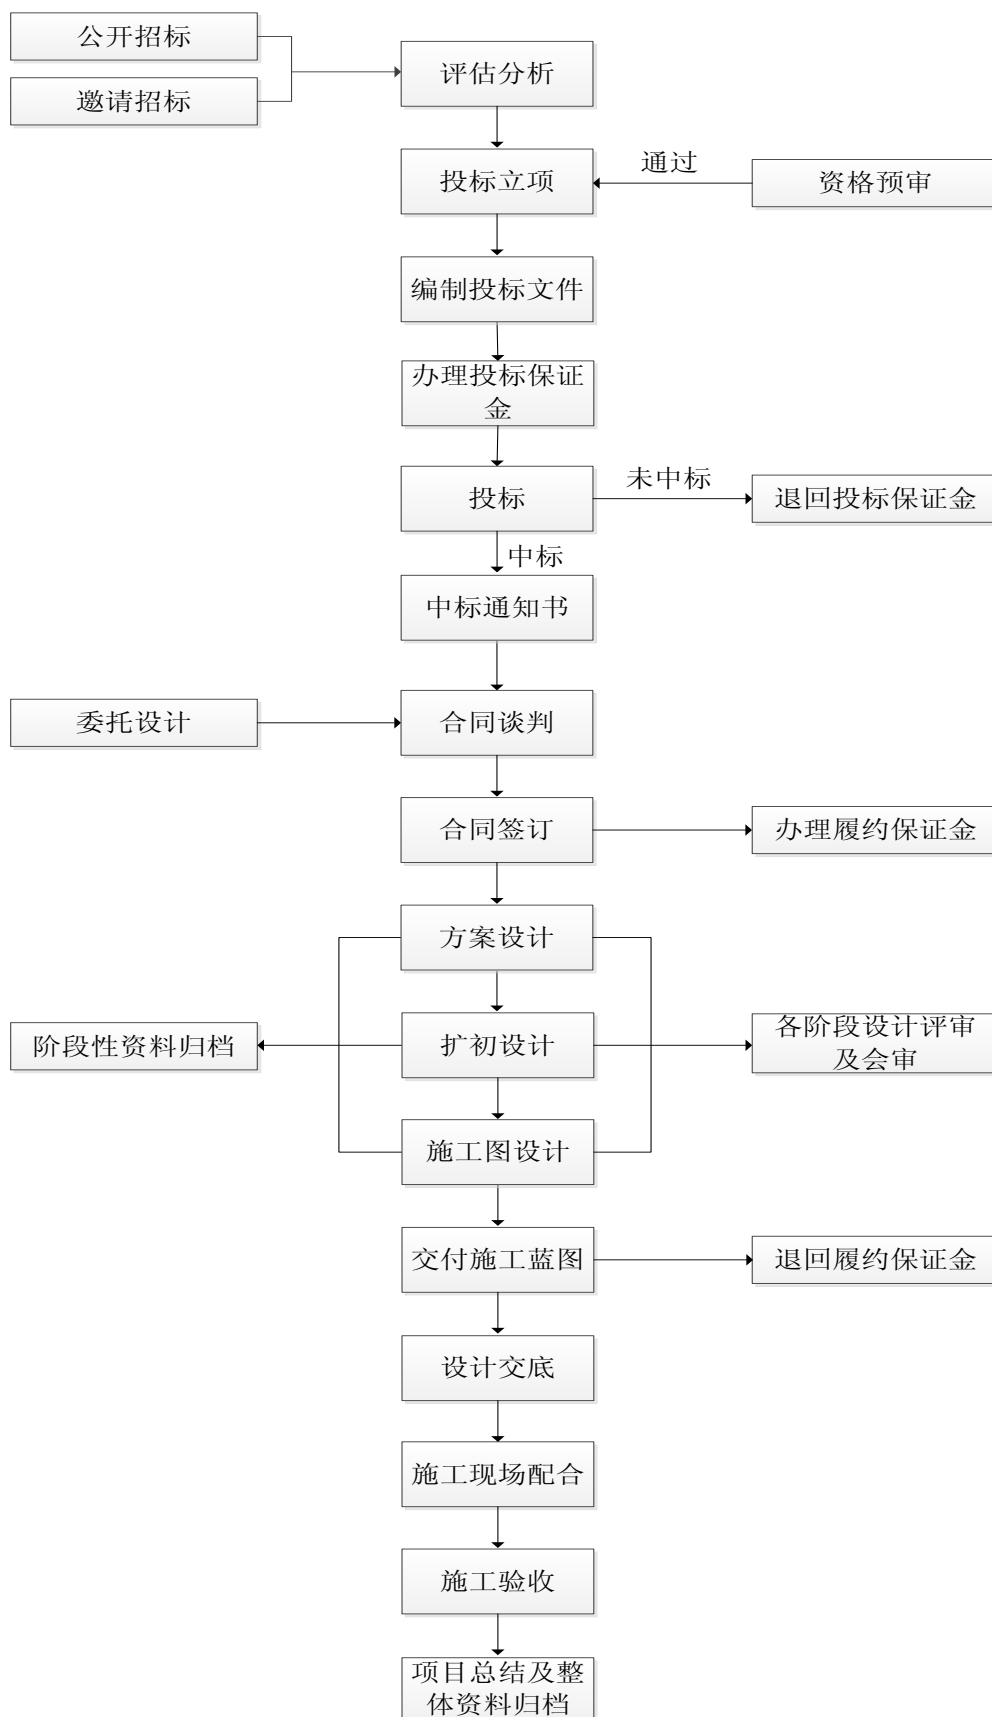 公开招标
邀请招标
评估分析
投标立项
通过
资格预审
编制投标文件
办理投标保证
金
投标
未中标
退回投标保证金
中标
中标通知书
委托设计
合同谈判
合同签订
办理履约保证金
方案设计
阶段性资料归档
扩初设计
各阶段设计评审
及会审
施工图设计
交付施工蓝图
退回履约保证金
设计交底
施工现场配合
施工验收
项目总结及整
体资料归档